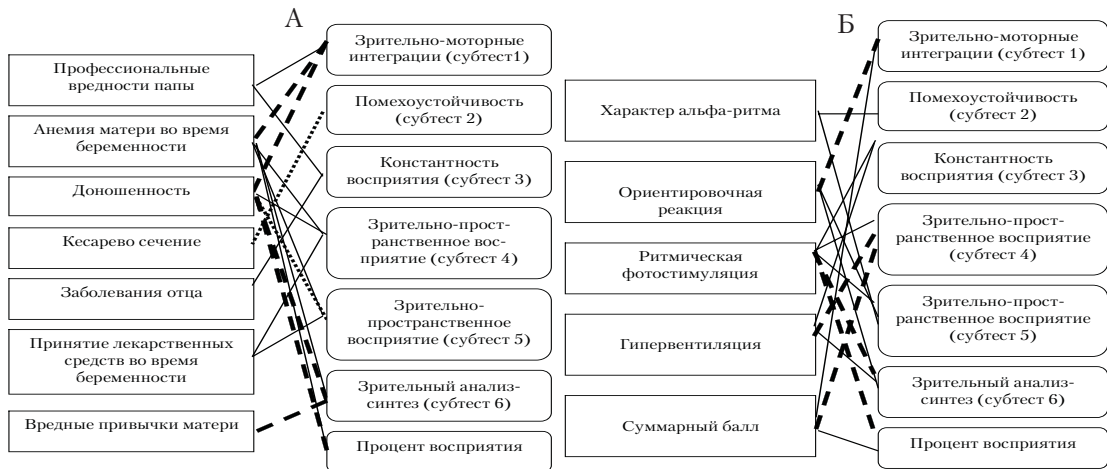 А
Профессиональные
вредности папы
Анемия матери во время
беременности
Доношенность
Кесарево сечение
Заболевания отца
Принятие лекарственных
средств во время
беременности
Вредные привычки матери
Зрительно-моторные
интеграции (субтест1)
Помехоустойчивость
(субтест 2)
Константность
восприятия (субтест 3)
Зрительно-прост-
ранственное вос-
приятие (субтест 4)
Зрительно-
пространственное
восприятие (субтест 5)
Зрительный анализ-
синтез (субтест 6)
Процент восприятия
Б
Характер альфа-ритма
Ориентировочная
реакция
Ритмическая
фотостимуляция
Гипервентиляция
Суммарный балл
Зрительно-моторные
интеграции (субтест 1)
Помехоустойчивость
(субтест 2)
Константность
восприятия (субтест 3)
Зрительно-прост-
ранственное восприятие
(субтест 4)
Зрительно-прост-
ранственное восприятие
(субтест 5)
Зрительный анализ-
синтез (субтест 6)
Процент восприятия